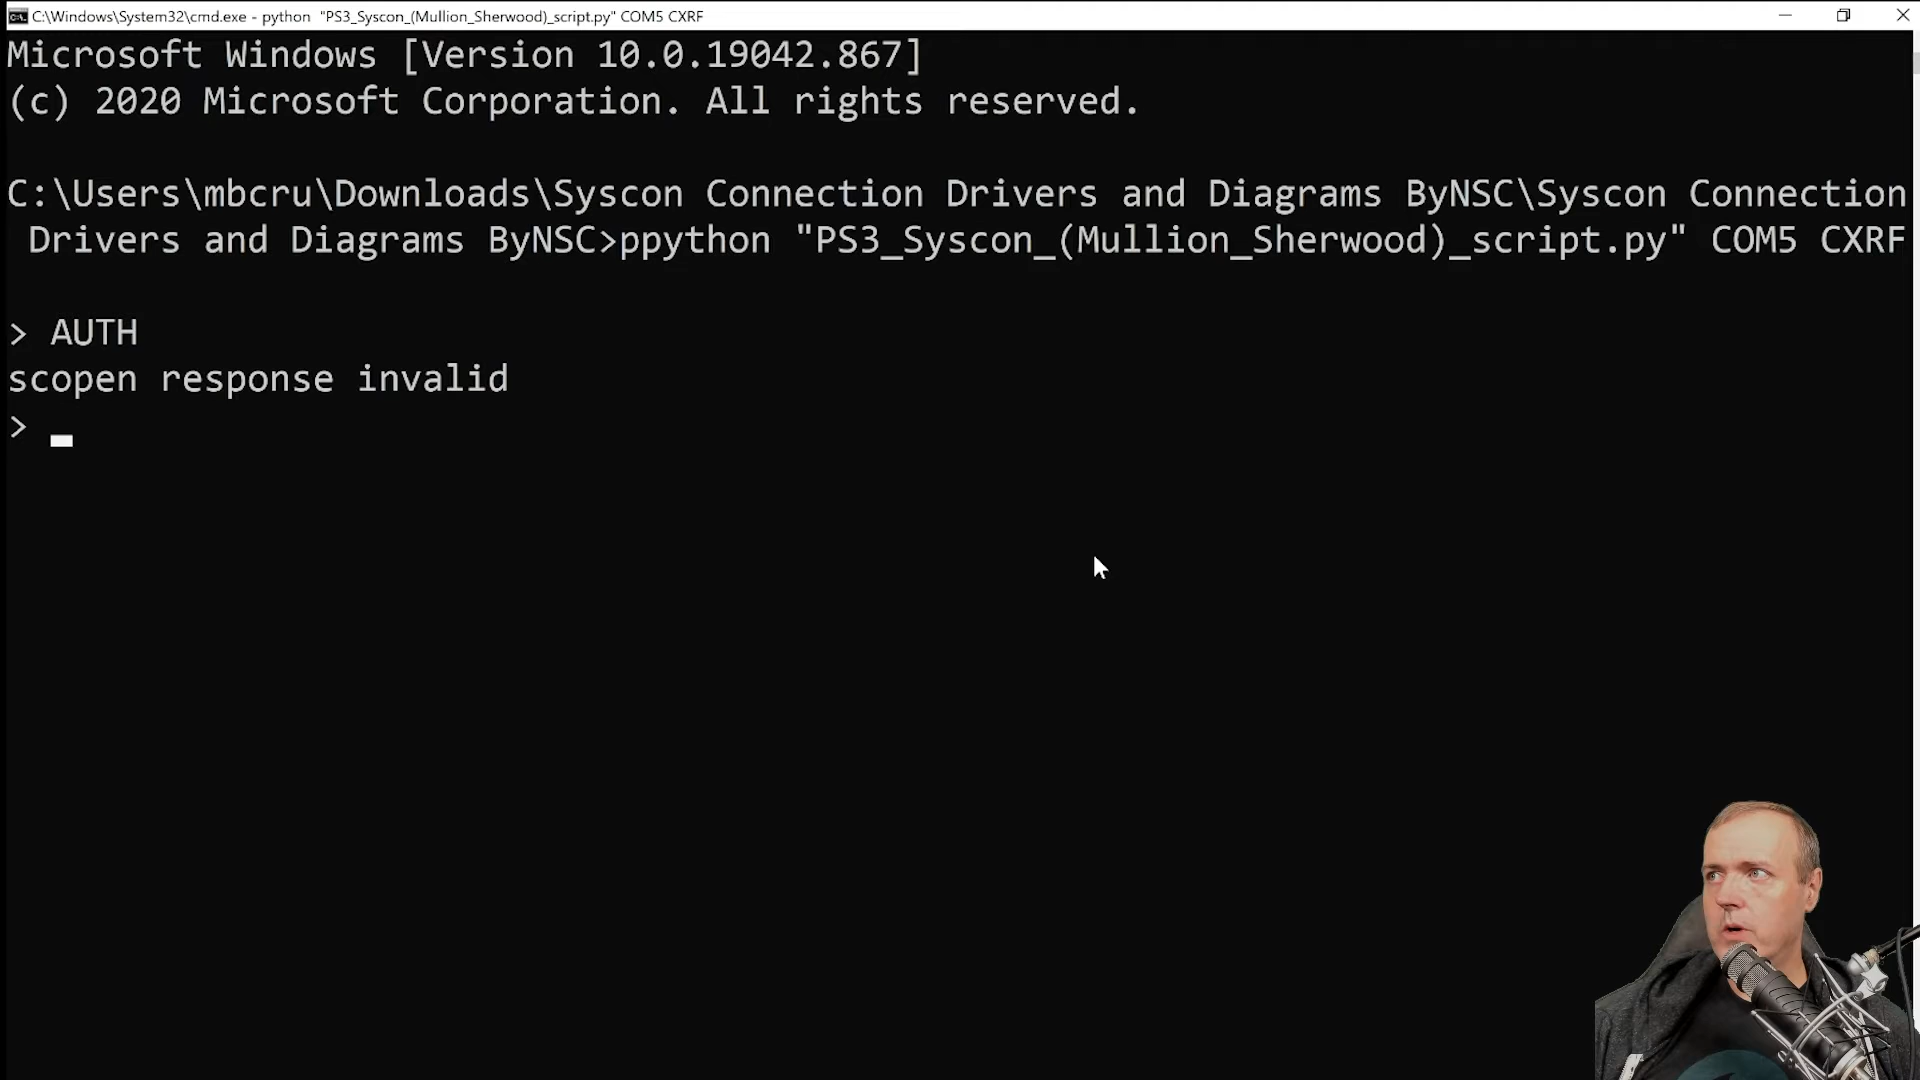 C:\Windows\System32\cmd.exe - python  "PS3_Syscon_(Mullion_Sherwood)_script.py" COM5 CXRF
Microsoft Windows [Version 10.0.19042.867]
(c) 2020 Microsoft Corporation. All rights reserved.
C:\Users\mbcru\Downloads\Syscon Connection Drivers and Diagrams ByNSC\Syscon Connection
Drivers and Diagrams ByNSC>ppython "PS3_Syscon_(Mullion_Sherwood)_script.py" COM5 CXRF
> AUTH
scopen response invalid
>